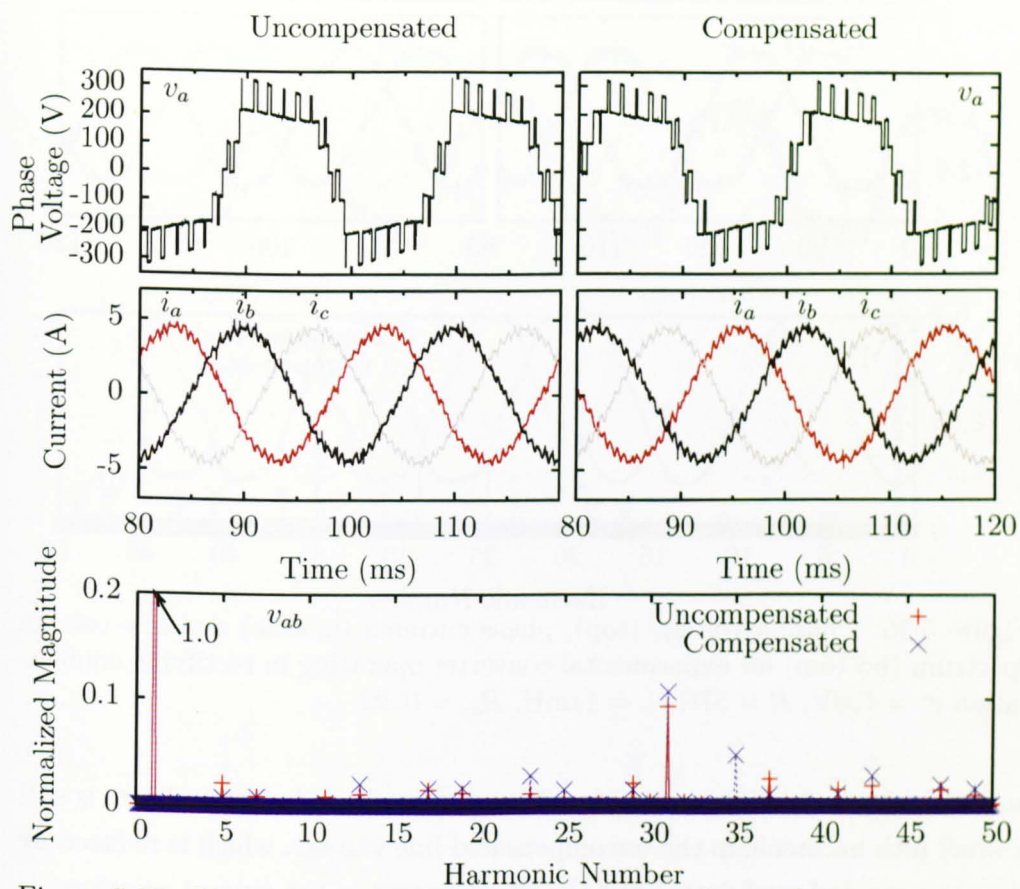 Uncompensated Compensated
Phase
Voltage (V)
300
200
100
0
-100
-200
-300
v_a
v_a
Current (A)
5
0
-5
i_a i_b i_c
i_a i_b i_c
80 90 100 110 80 90 100 110 120
Time (ms) Time (ms)
Normalized Magnitude
0.2
0.1
0
1.0
v_ab
Uncompensated +
Compensated ×
0 5 10 15 20 25 30 35 40 45 50
Harmonic Number